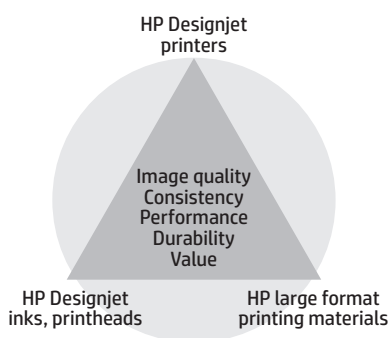 HP Designjet
printers
Image quality
Consistency
Performance
Durability
Value
HP Designjet
inks, printheads
HP large format
printing materials